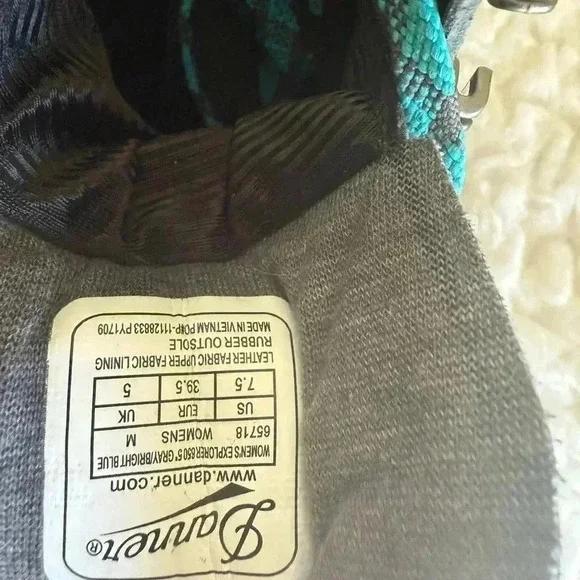 Danner®
www.danner.com
WOMEN'S EXPLORER 650 5" GRAY/BRIGHT BLUE
65718 WOMENS M
US EUR UK
7.5 39.5 5
LEATHER FABRIC UPPER FABRIC LINING
RUBBER OUTSOLE
MADE IN VIETNAM PO#P-11128833 PY1709